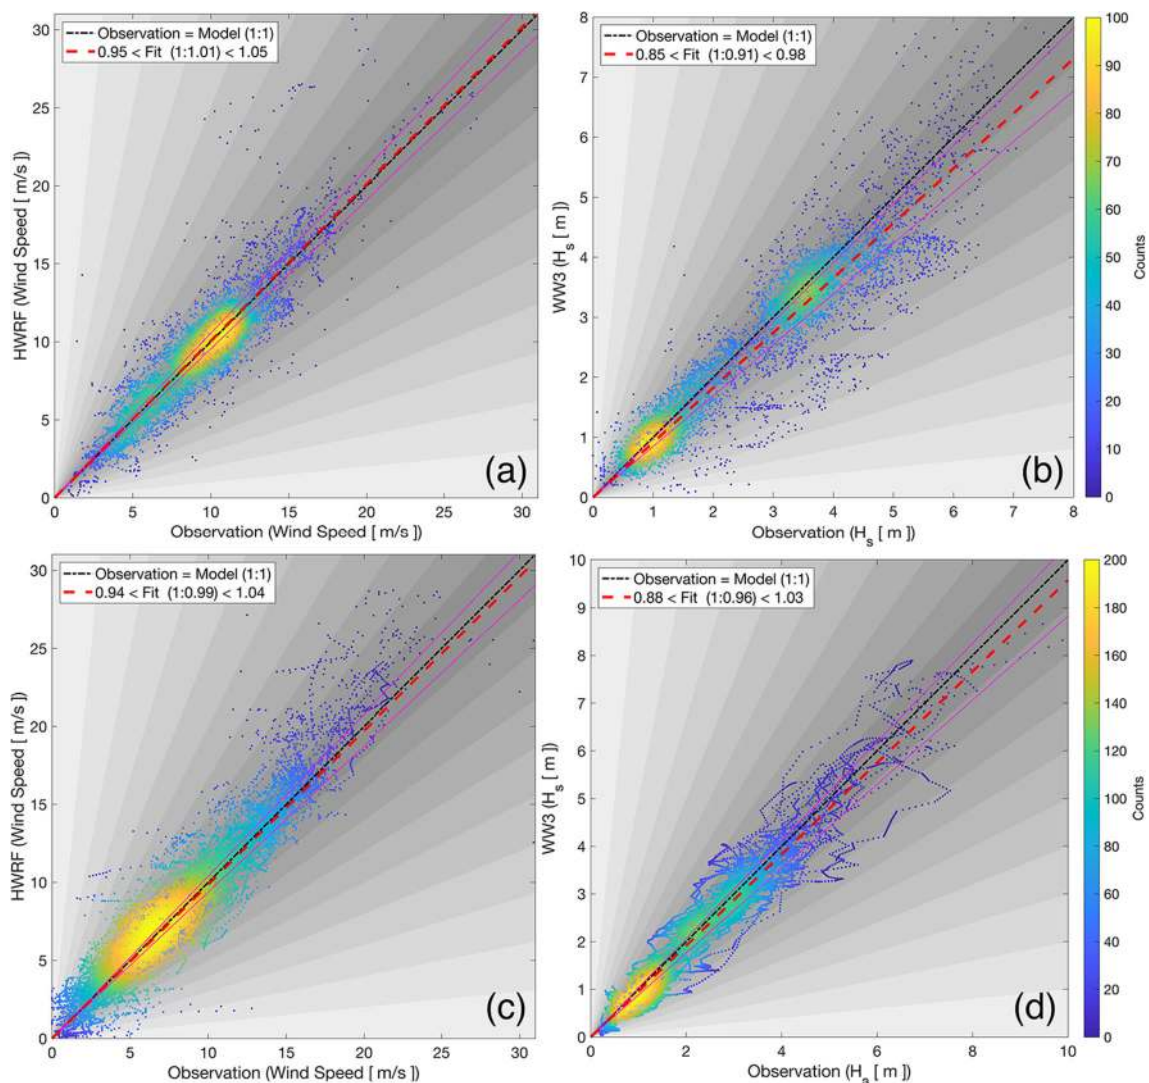 Observation = Model (1:1)
0.95 < Fit (1:1.01) < 1.05
30
25
20
15
10
5
0
HWRF (Wind Speed [ m/s ])
0 5 10 15 20 25 30
Observation (Wind Speed [ m/s ])
(a)
Observation = Model (1:1)
0.85 < Fit (1:0.91) < 0.98
8
7
6
5
4
3
2
1
0
WW3 (H_s [ m ])
0 1 2 3 4 5 6 7 8
Observation (H_s [ m ])
(b)
100
90
80
70
60
50
40
30
20
10
0
Counts
Observation = Model (1:1)
0.94 < Fit (1:0.99) < 1.04
30
25
20
15
10
5
0
HWRF (Wind Speed [ m/s ])
0 5 10 15 20 25 30
Observation (Wind Speed [ m/s ])
(c)
Observation = Model (1:1)
0.88 < Fit (1:0.96) < 1.03
10
9
8
7
6
5
4
3
2
1
0
WW3 (H_s [ m ])
0 2 4 6 8 10
Observation (H_s [ m ])
(d)
200
180
160
140
120
100
80
60
40
20
0
Counts